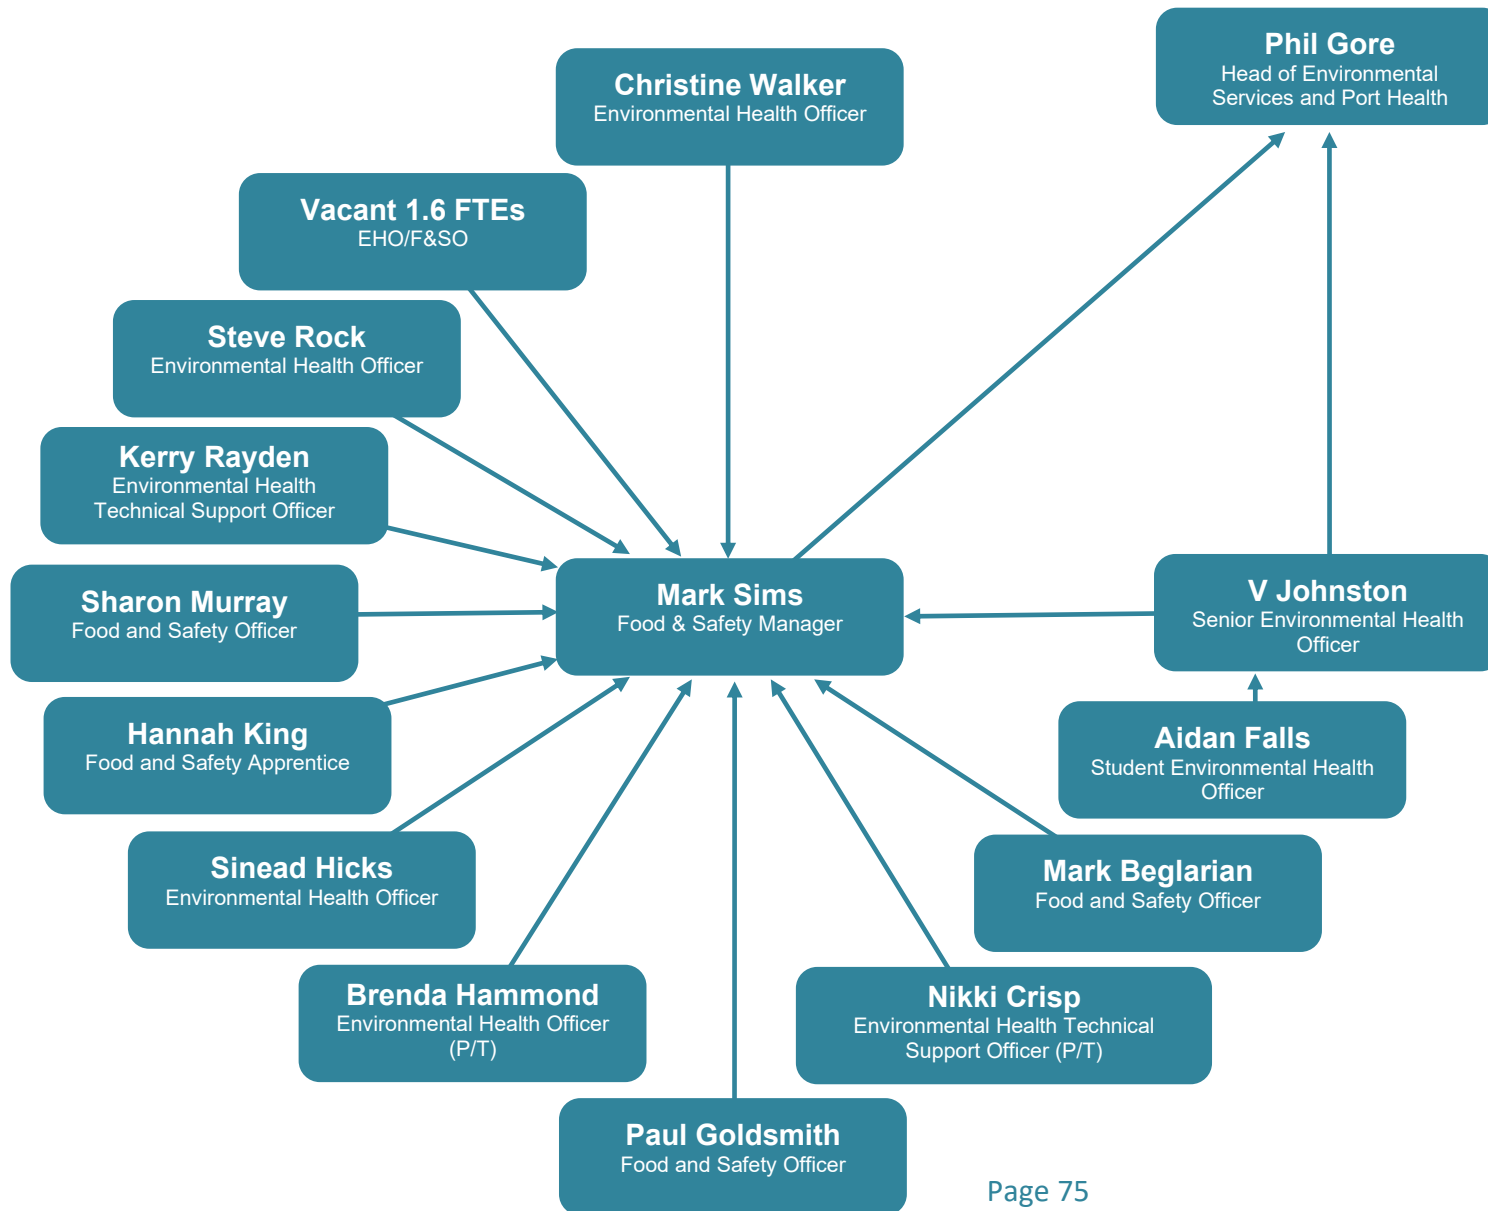 Phil Gore
Head of Environmental
Services and Port Health
Christine Walker
Environmental Health Officer
Vacant 1.6 FTEs
EHO/F&SO
Steve Rock
Environmental Health Officer
Kerry Rayden
Environmental Health
Technical Support Officer
Mark Sims
Food & Safety Manager
V Johnston
Senior Environmental Health
Officer
Sharon Murray
Food and Safety Officer
Hannah King
Food and Safety Apprentice
Aidan Falls
Student Environmental Health
Officer
Sinead Hicks
Environmental Health Officer
Mark Beglarian
Food and Safety Officer
Brenda Hammond
Environmental Health Officer
(P/T)
Nikki Crisp
Environmental Health Technical
Support Officer (P/T)
Paul Goldsmith
Food and Safety Officer
Page 75